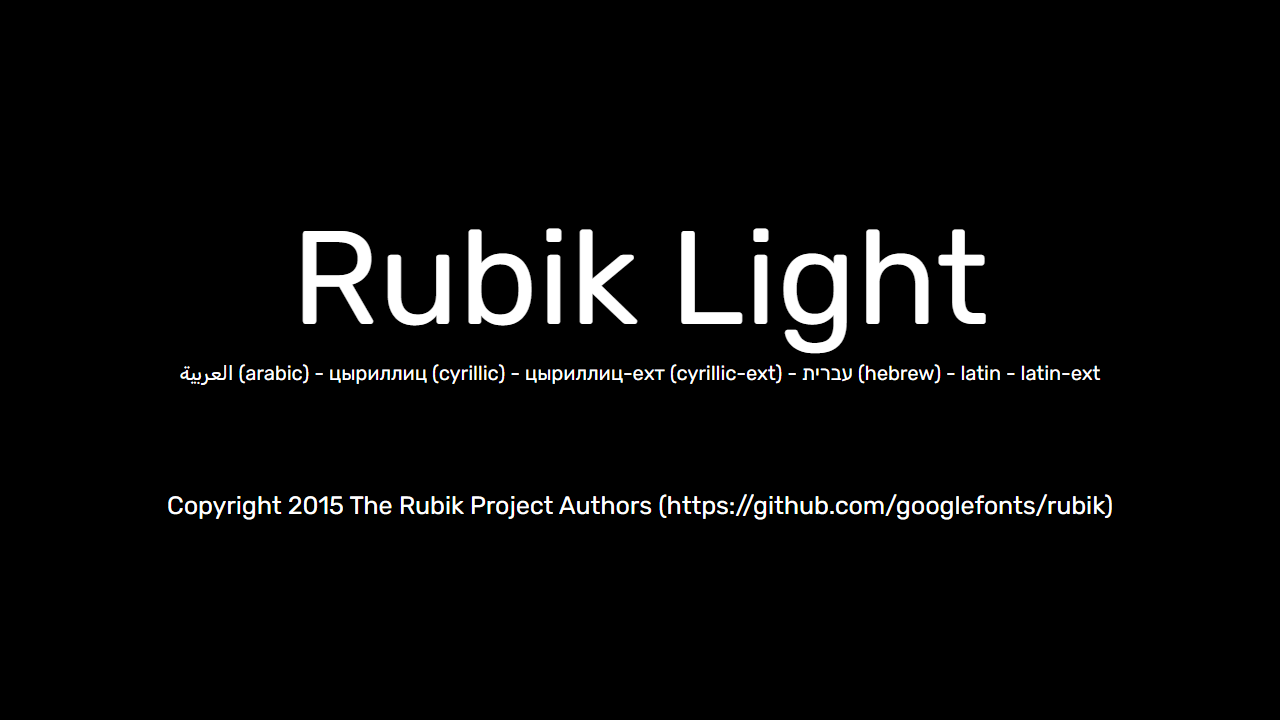 Rubik Light
العربية (arabic) - цыриллиц (cyrillic) - цыриллиц-ехт (cyrillic-ext) - עברית (hebrew) - latin - latin-ext
Copyright 2015 The Rubik Project Authors (https://github.com/googlefonts/rubik)